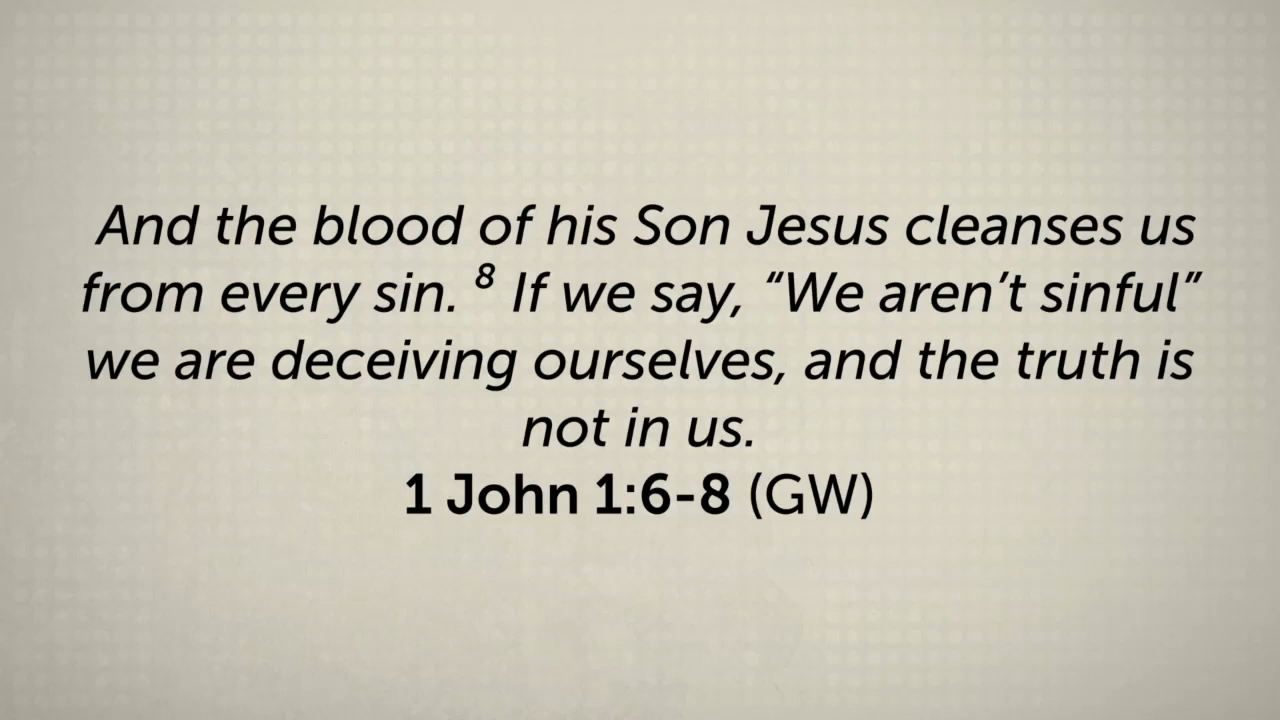 And the blood of his Son Jesus cleanses us
from every sin. ⁸ If we say, “We aren’t sinful”
we are deceiving ourselves, and the truth is
not in us.
1 John 1:6-8 (GW)